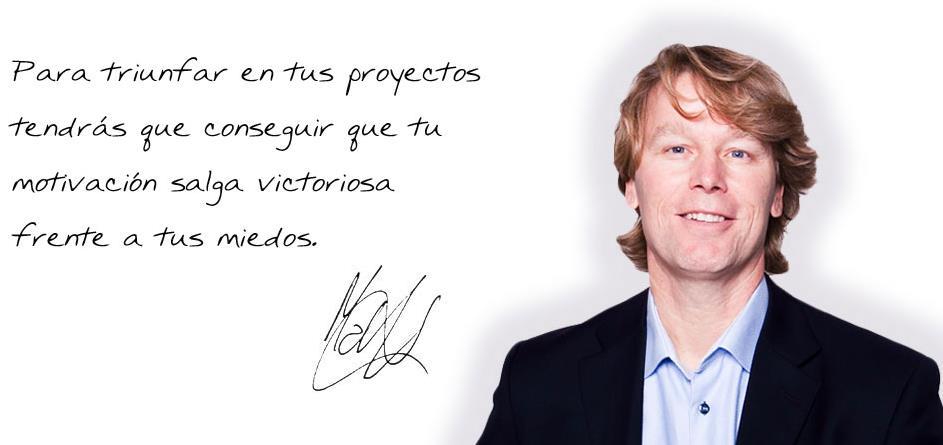 Para triunfar en tus proyectos
tendrás que conseguir que tu
motivación salga victoriosa
frente a tus miedos.